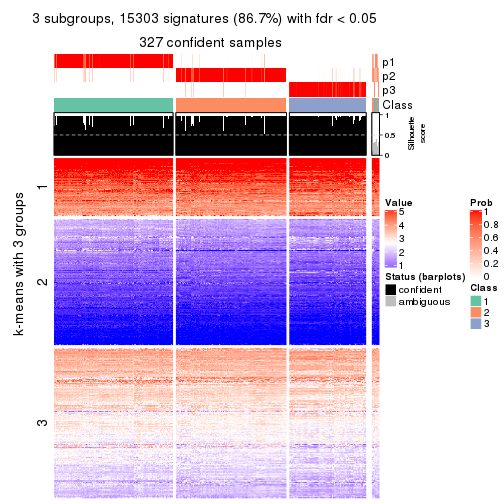 3 subgroups, 15303 signatures (86.7%) with fdr < 0.05
327 confident samples
p1
p2
p3
Class
1
0.5
0
Silhouette
score
k-means with 3 groups
1
2
3
Value
5
4
3
2
1
Status (barplots)
confident
ambiguous
Prob
1
0.8
0.6
0.4
0.2
0
Class
1
2
3